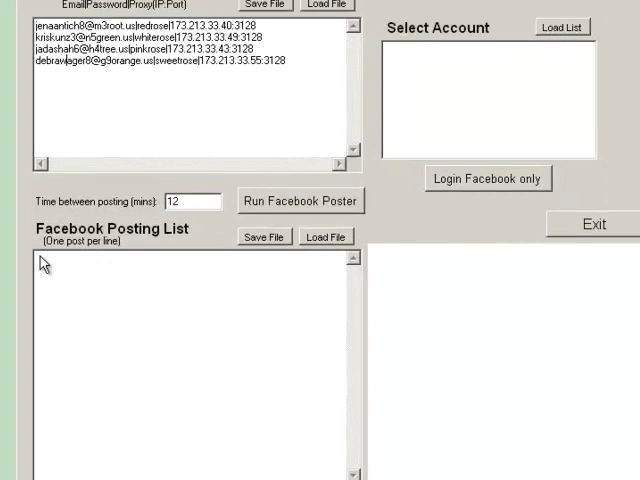 Email|Password|Proxy(IP:Port)
Save File
Load File
jenaantich8@m3root.us|redrose|173.213.33.40:3128
kriskunz3@n5green.us|whiterose|173.213.33.49:3128
jadashah6@h4tree.us|pinkrose|173.213.33.43:3128
debrawager8@g9orange.us|sweetrose|173.213.33.55:3128
Select Account
Load List
Login Facebook only
Time between posting (mins):
12
Run Facebook Poster
Exit
Facebook Posting List
(One post per line)
Save File
Load File